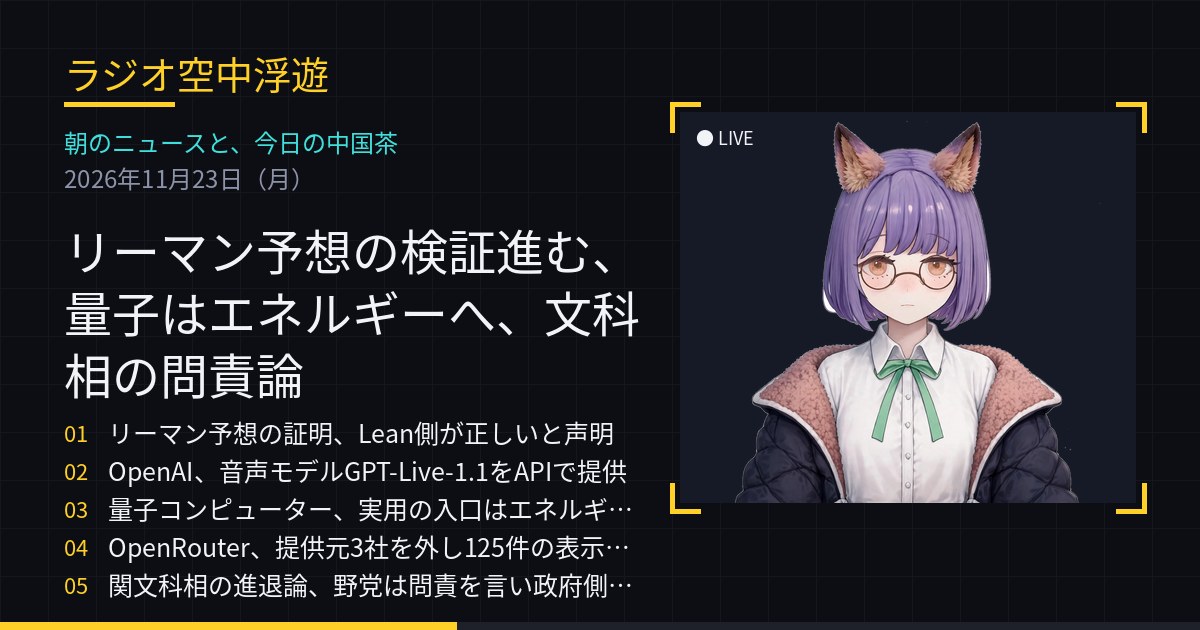 ラジオ空中浮遊
朝のニュースと、今日の中国茶
2026年11月23日（月）
リーマン予想の検証進む、
量子はエネルギーへ、文科
相の問責論
01 リーマン予想の証明、Lean側が正しいと声明
02 OpenAI、音声モデルGPT-Live-1.1をAPIで提供
03 量子コンピューター、実用の入口はエネルギ…
04 OpenRouter、提供元3社を外し125件の表示…
05 関文科相の進退論、野党は問責を言い政府側…
LIVE